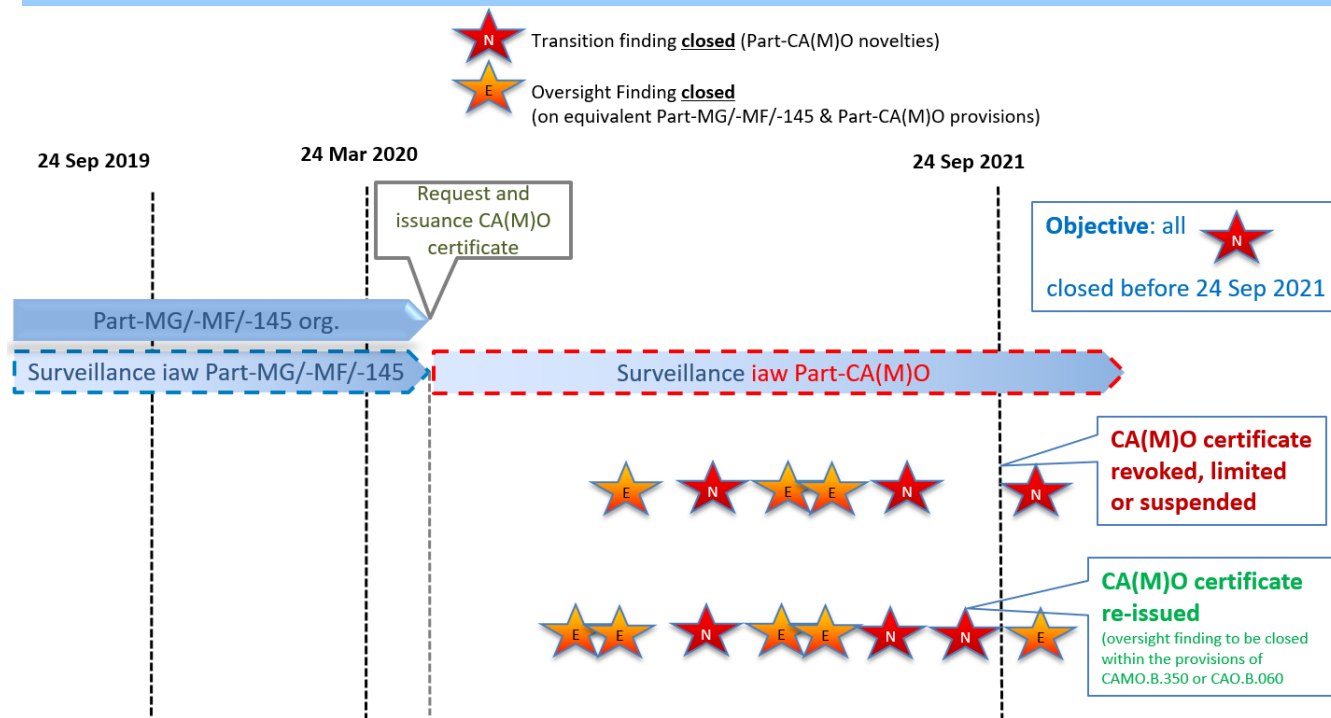 N
Transition finding closed (Part-CA(M)O novelties)
E
Oversight Finding closed
(on equivalent Part-MG/-MF/-145 & Part-CA(M)O provisions)
24 Sep 2019
24 Mar 2020
24 Sep 2021
Request and
issuance CA(M)O
certificate
Objective: all
N
closed before 24 Sep 2021
Part-MG/-MF/-145 org.
Surveillance iaw Part-MG/-MF/-145
Surveillance iaw Part-CA(M)O
CA(M)O certificate
revoked, limited
or suspended
E N E E N N
CA(M)O certificate
re-issued
(oversight finding to be closed
within the provisions of
CAMO.B.350 or CAO.B.060
E E N E E N N E